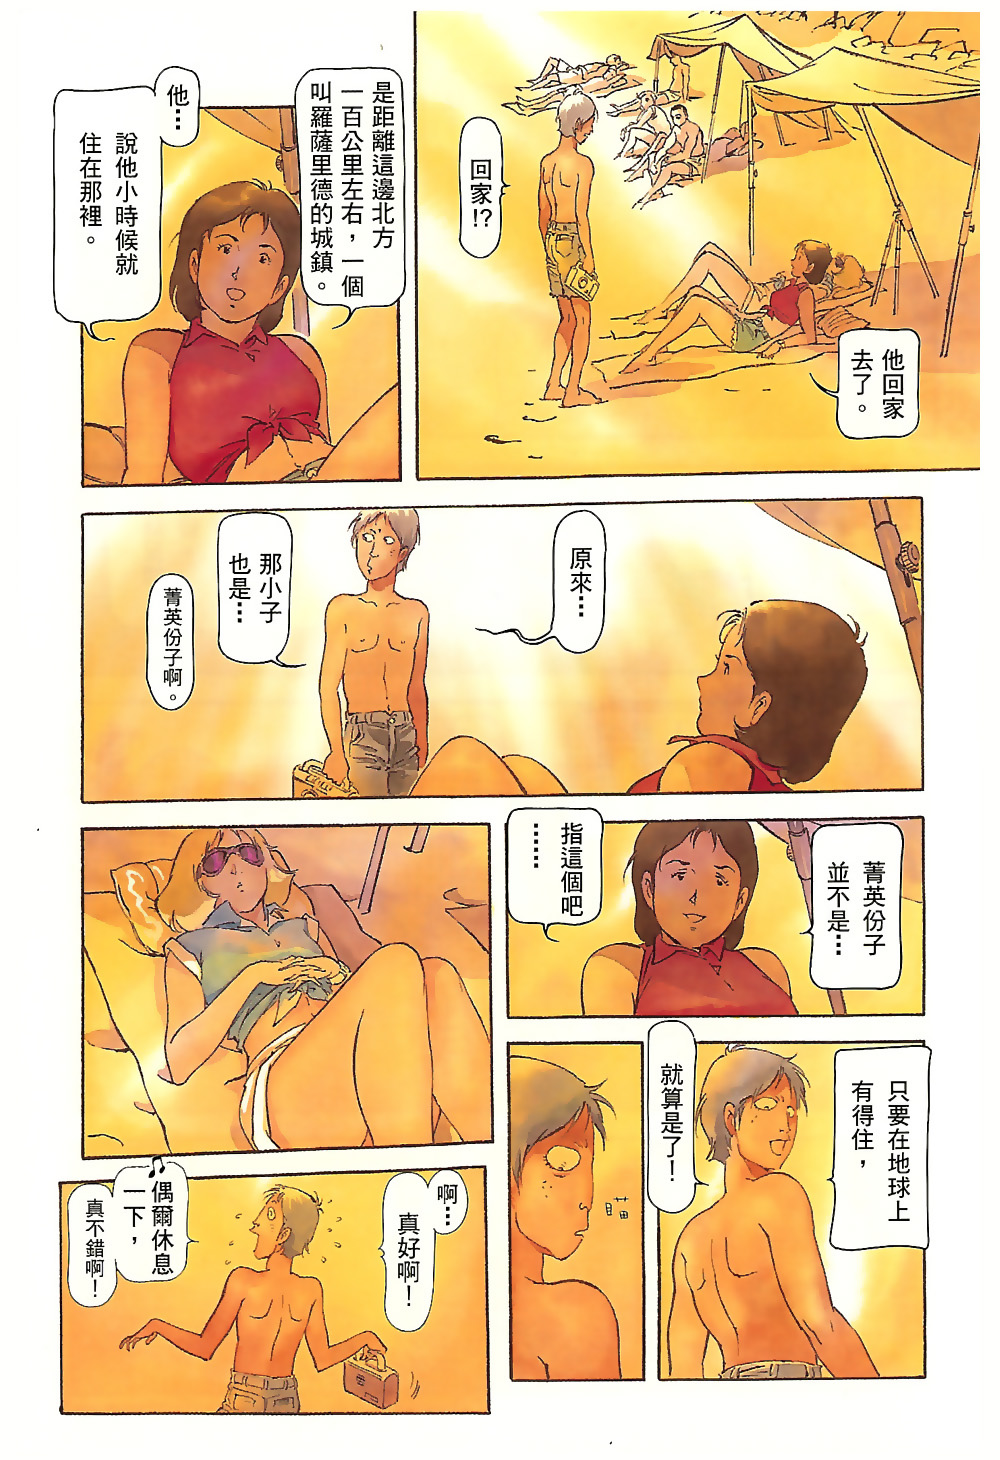 回家!?
他回家
去了。
是距離這邊北方
一百公里左右，一個
叫羅薩里德的城鎮。
他…
說他小時候就
住在那裡。
原來…
那小子
也是…
菁英份子啊。
菁英份子
並不是…
指這個吧
……
只要在地球上
有得住，
就算是了!
瞄
啊…
真好啊!
♫偶爾休息
一下，
真不錯啊!